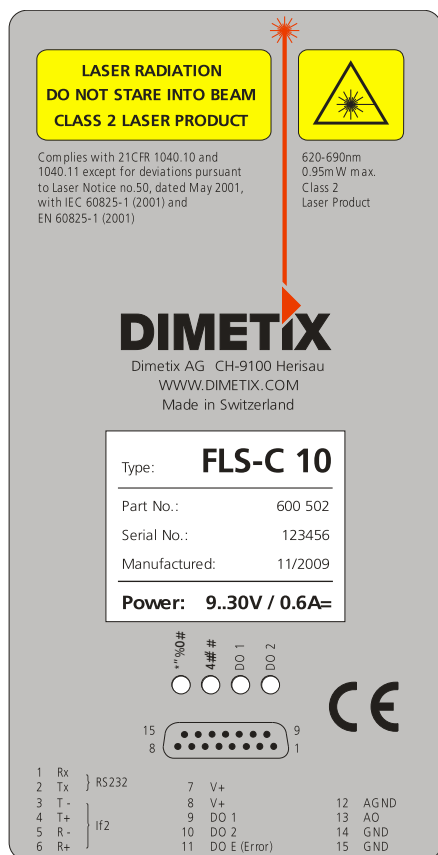 LASER RADIATION
DO NOT STARE INTO BEAM
CLASS 2 LASER PRODUCT
Complies with 21CFR 1040.10 and
1040.11 except for deviations pursuant
to Laser Notice no.50, dated May 2001,
with IEC 60825-1 (2001) and
EN 60825-1 (2001)
620-690nm
0.95mW max.
Class 2
Laser Product
DIMETIX
Dimetix AG CH-9100 Herisau
WWW.DIMETIX.COM
Made in Switzerland
Type: FLS-C 10
Part No.: 600 502
Serial No.: 123456
Manufactured: 11/2009
Power: 9..30V / 0.6A=
*"%0#
4## #
DO 1
DO 2
CE
15 9
8 1
1 Rx
2 Tx
RS232
3 T -
4 T+
5 R -
6 R+
If2
7 V+
8 V+
9 DO 1
10 DO 2
11 DO E (Error)
12 AGND
13 AO
14 GND
15 GND